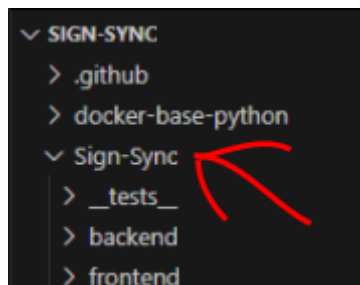 SIGN-SYNC
.github
docker-base-python
Sign-Sync
__tests__
backend
frontend